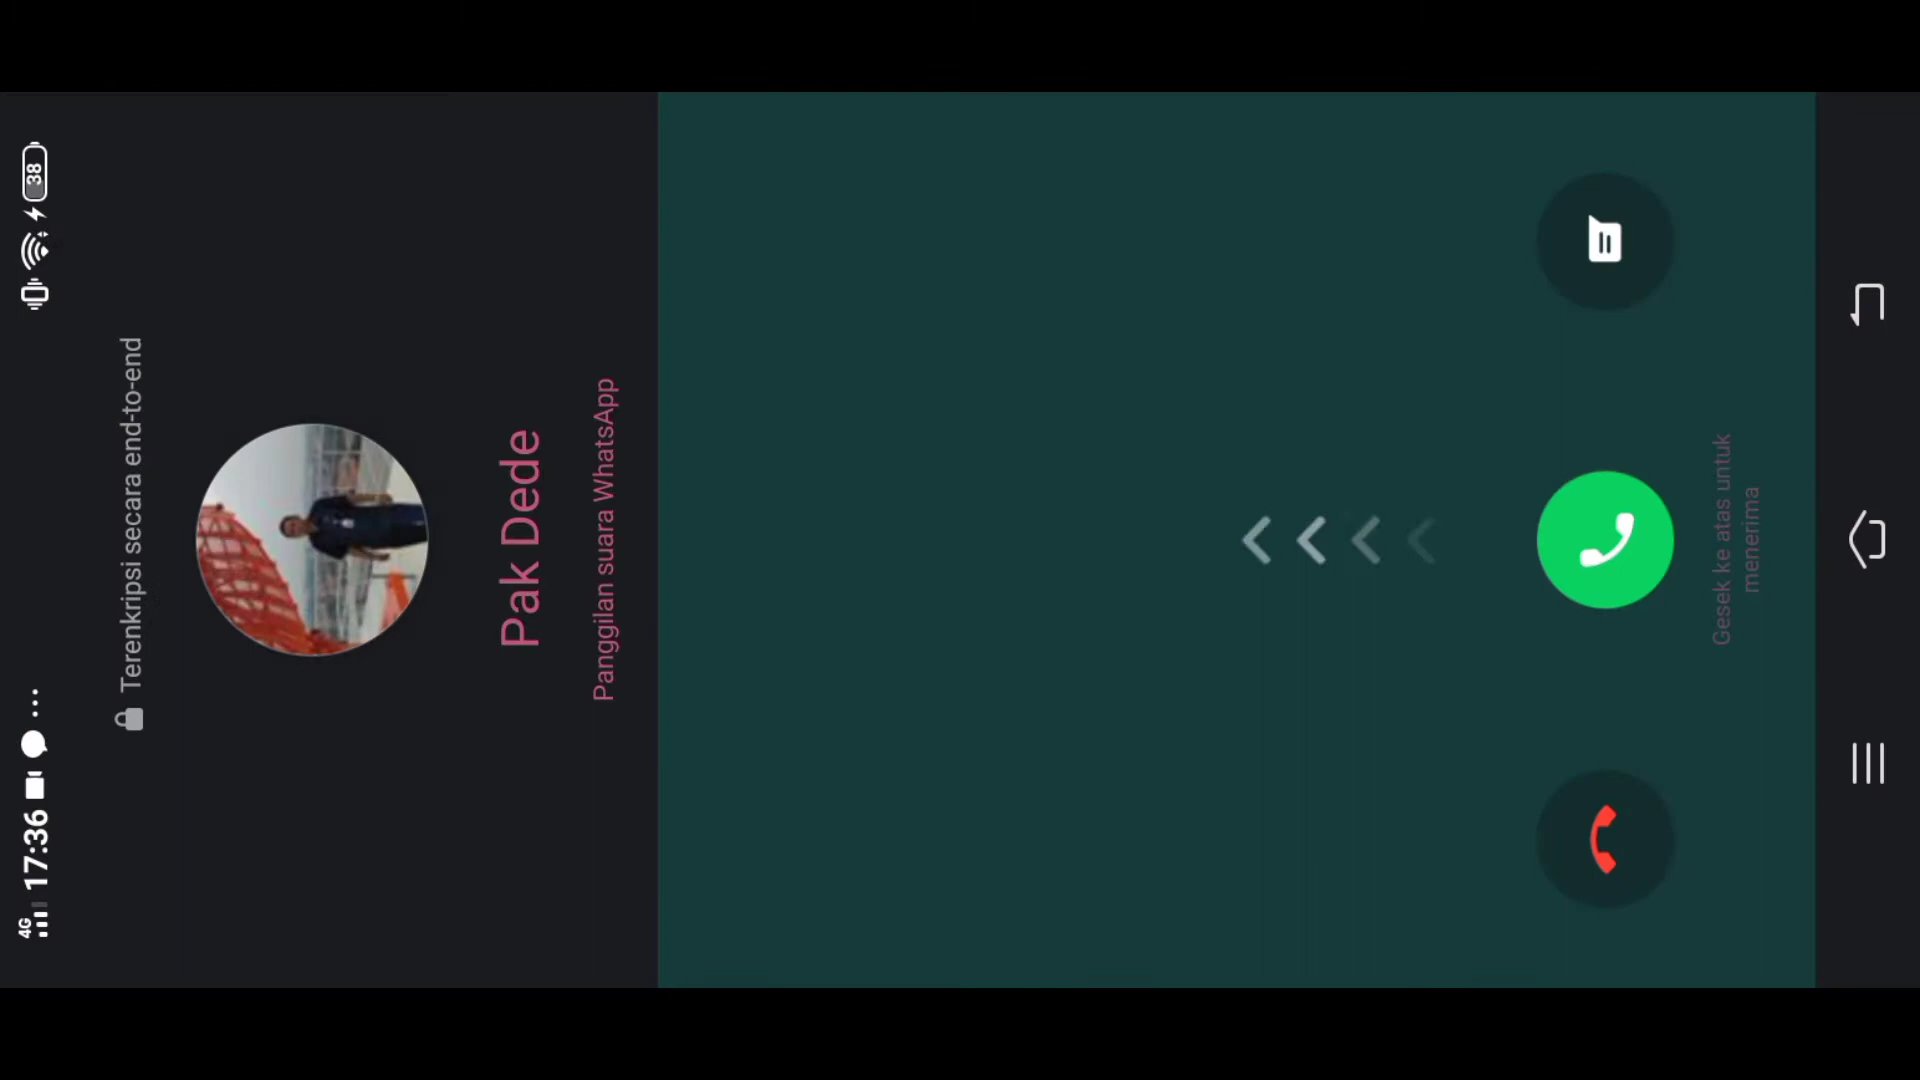 4G 17:36 ... 38
Terenkripsi secara end-to-end
Pak Dede
Panggilan suara WhatsApp
Gesek ke atas untuk
menerima